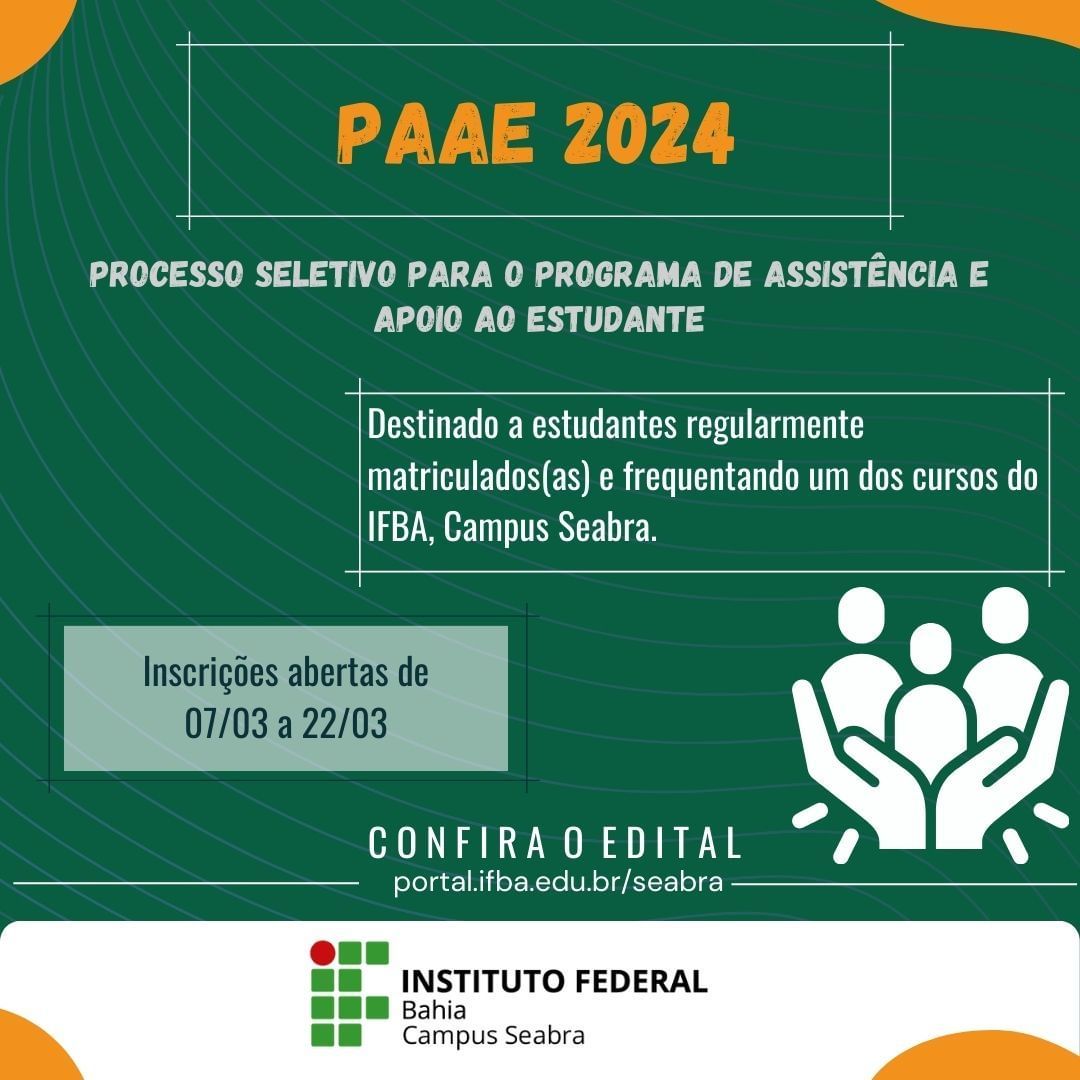 PAAE 2024
PROCESSO SELETIVO PARA O PROGRAMA DE ASSISTÊNCIA E
APOIO AO ESTUDANTE
Destinado a estudantes regularmente
matriculados(as) e frequentando um dos cursos do
IFBA, Campus Seabra.
Inscrições abertas de
07/03 a 22/03
CONFIRA O EDITAL
portal.ifba.edu.br/seabra
INSTITUTO FEDERAL
Bahia
Campus Seabra